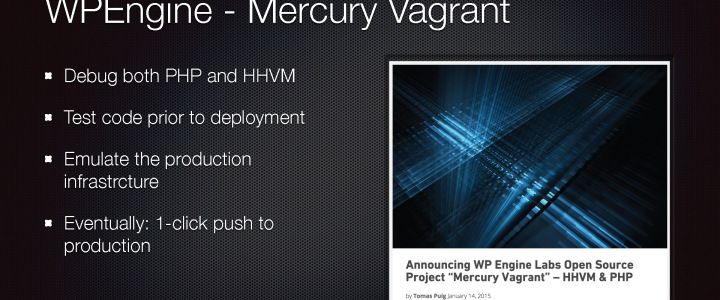 WPEngine - Mercury Vagrant
Debug both PHP and HHVM
Test code prior to deployment
Emulate the production
infrastrcture
Eventually: 1-click push to
production
Announcing WP Engine Labs Open Source
Project “Mercury Vagrant” – HHVM & PHP
by Tomas Puig January 14, 2015